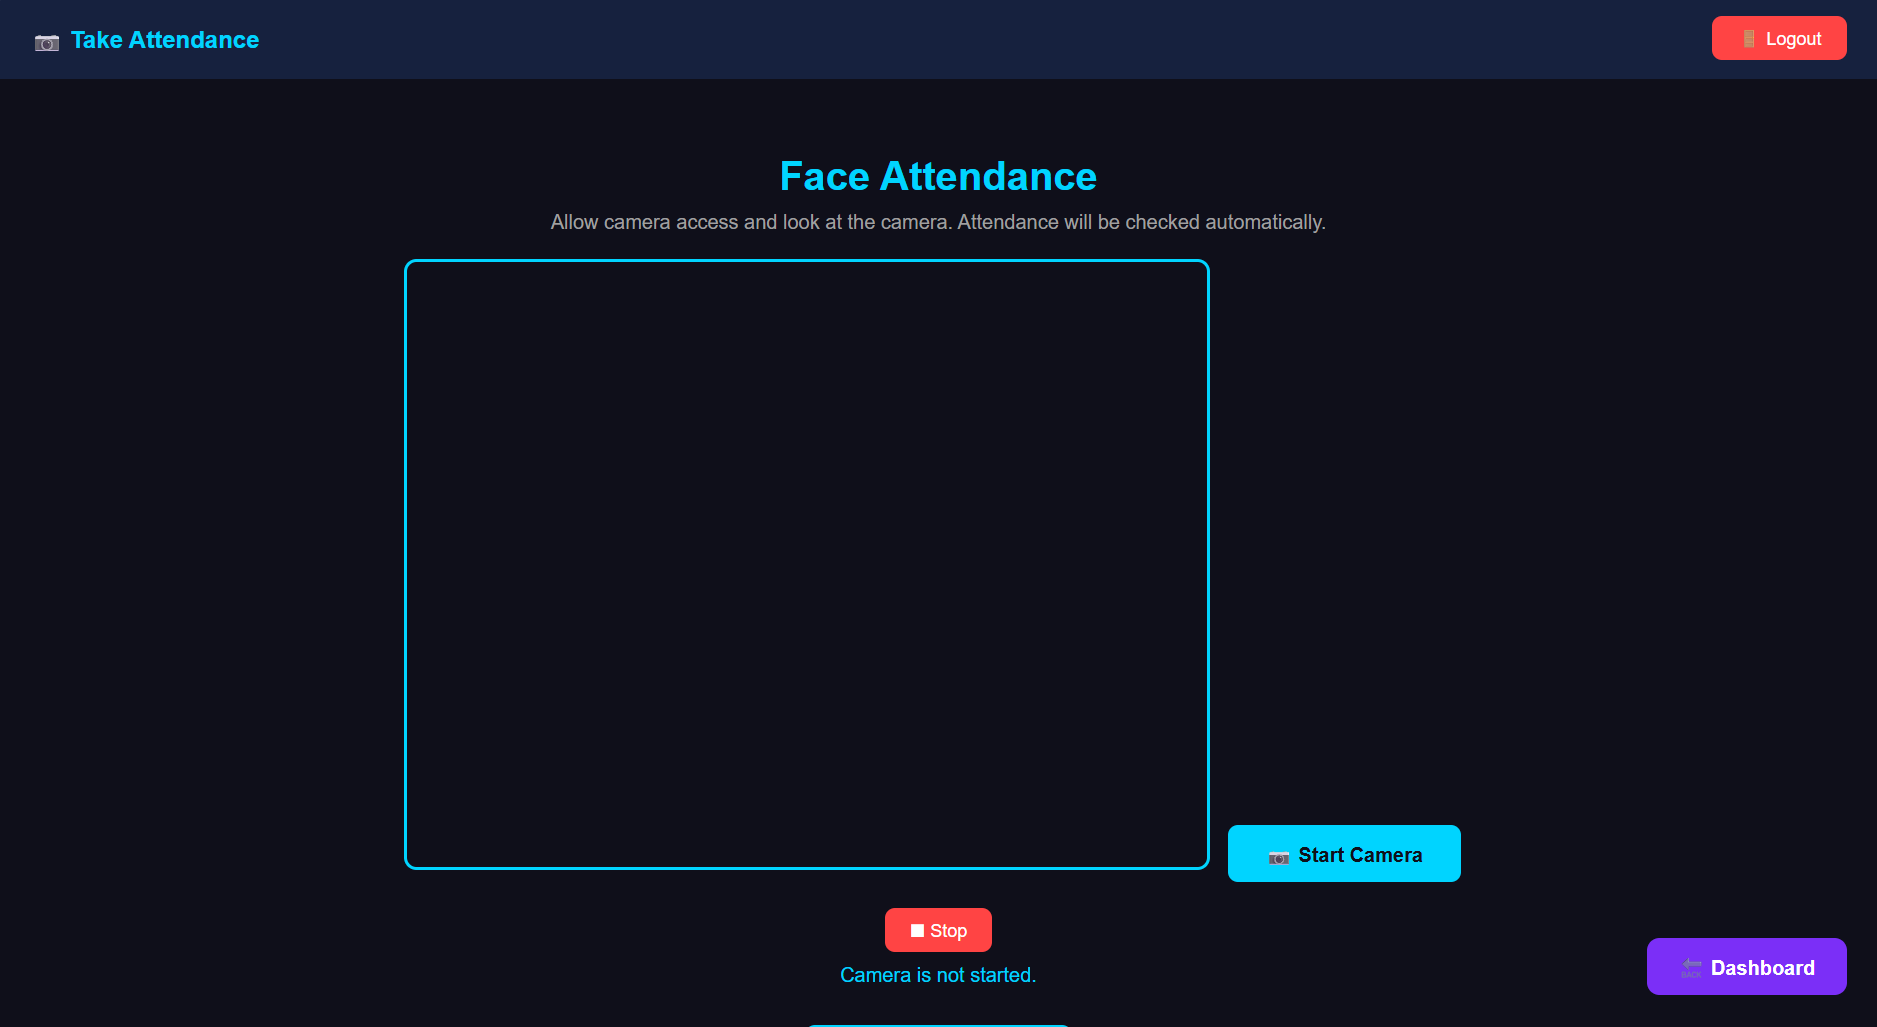 Take Attendance
Logout
Face Attendance
Allow camera access and look at the camera. Attendance will be checked automatically.
Start Camera
Stop
Camera is not started.
BACK Dashboard